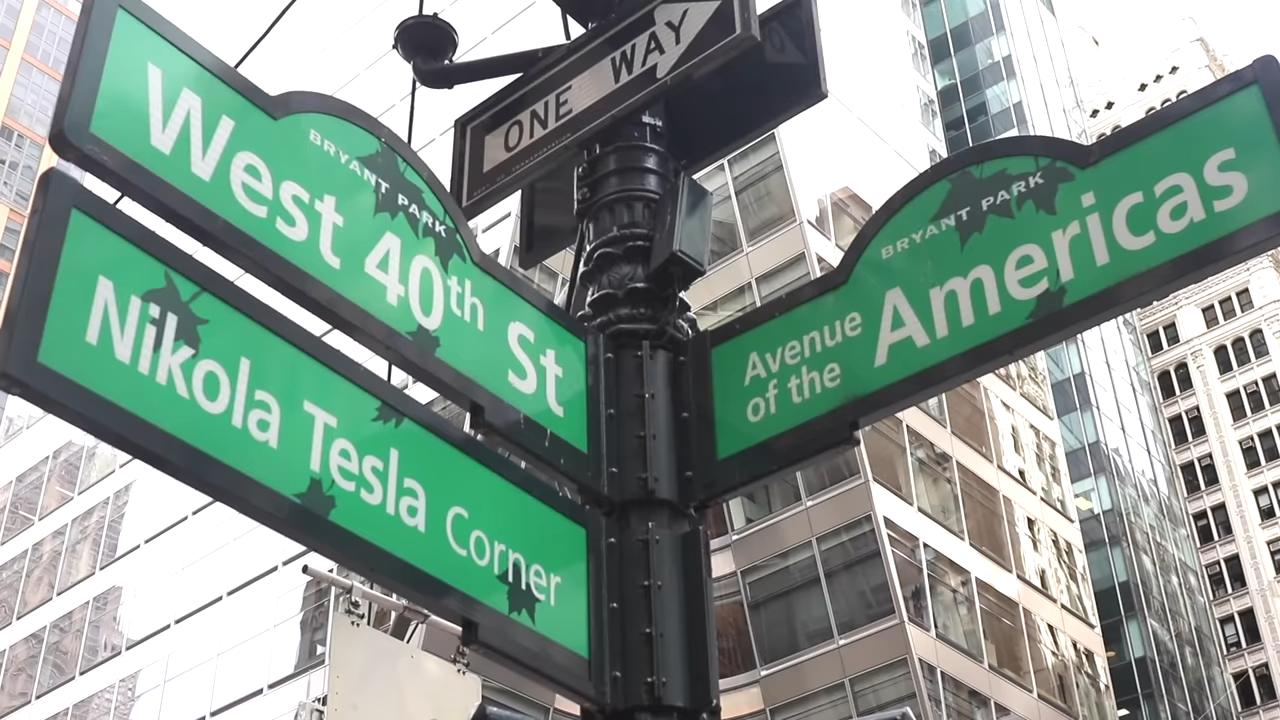 ONE WAY
BRYANT PARK
West 40th St
Nikola Tesla Corner
BRYANT PARK
Avenue
of the
Americas